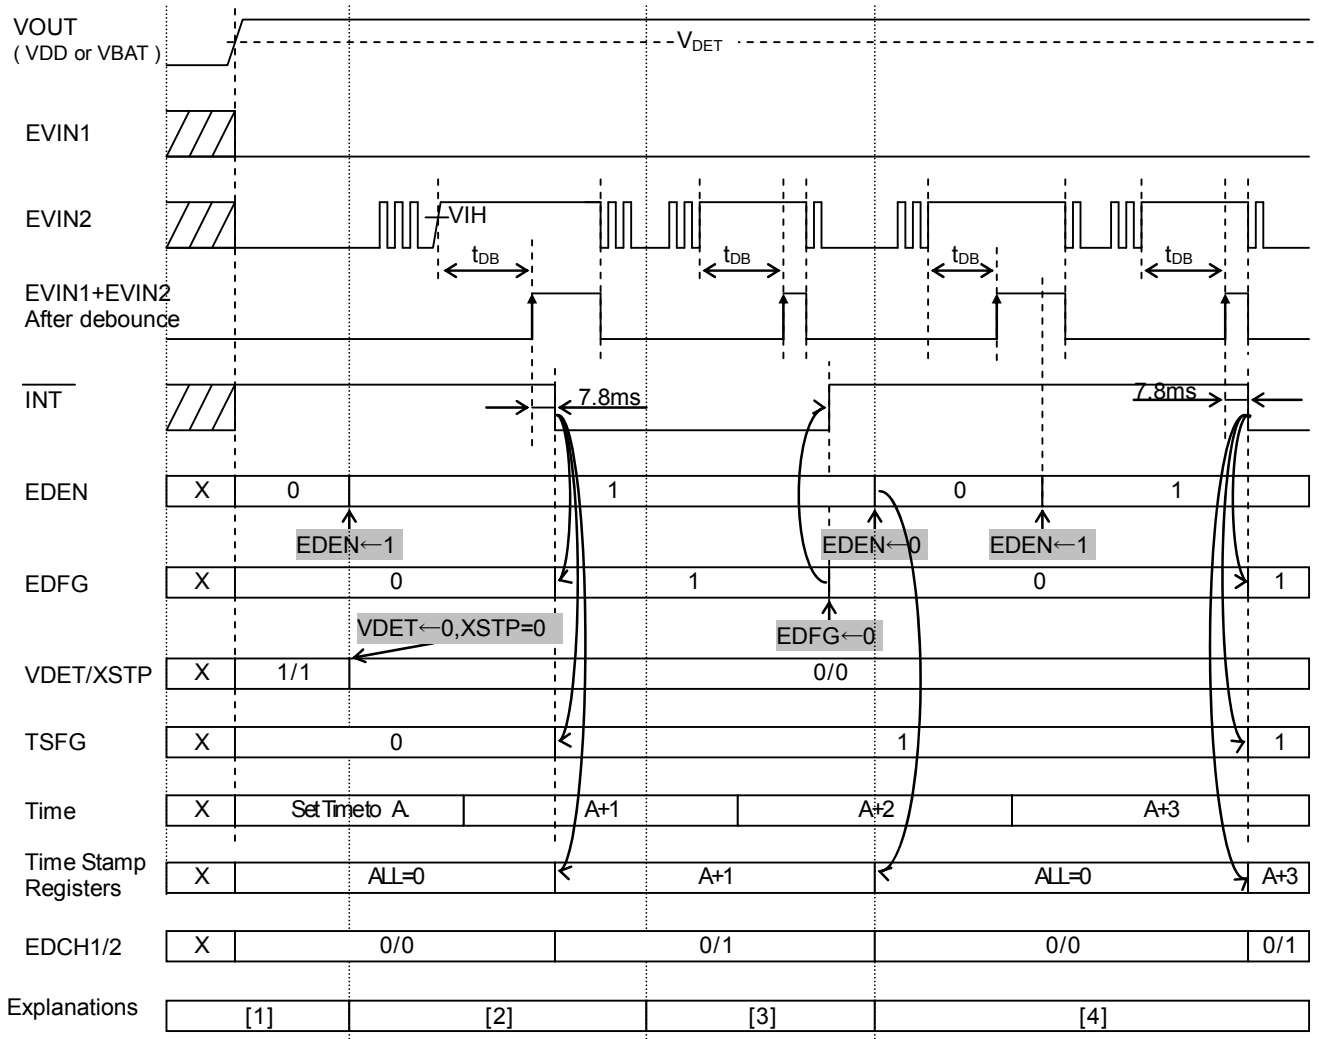 VOUT
( VDD or VBAT )
VDET
EVIN1
EVIN2
VIH
tDB tDB tDB tDB
EVIN1+EVIN2
After debounce
INT
7.8ms 7.8ms
EDEN X 0 1 0 1
EDEN←1 EDEN←0 EDEN←1
EDFG X 0 1 0 1
VDET←0,XSTP=0 EDFG←0
VDET/XSTP X 1/1 0/0
TSFG X 0 1 1
Time X Set Time to A. A+1 A+2 A+3
Time Stamp
Registers X ALL=0 A+1 ALL=0 A+3
EDCH1/2 X 0/0 0/1 0/0 0/1
Explanations [1] [2] [3] [4]